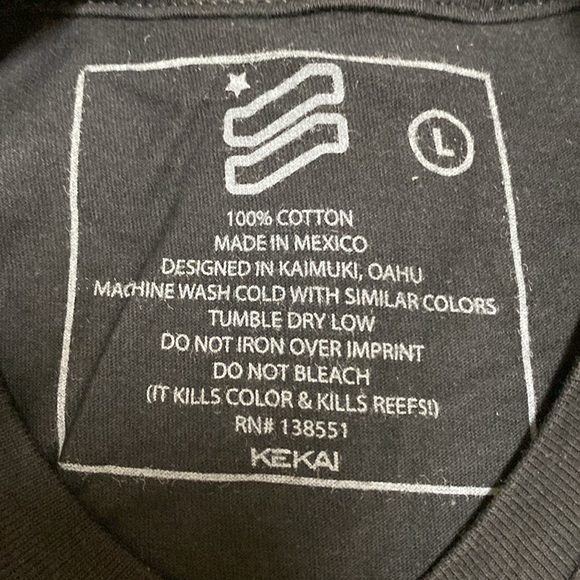 L
100% COTTON
MADE IN MEXICO
DESIGNED IN KAIMUKI, OAHU
MACHINE WASH COLD WITH SIMILAR COLORS
TUMBLE DRY LOW
DO NOT IRON OVER IMPRINT
DO NOT BLEACH
(IT KILLS COLOR & KILLS REEFS!)
RN# 138551
KEKAI